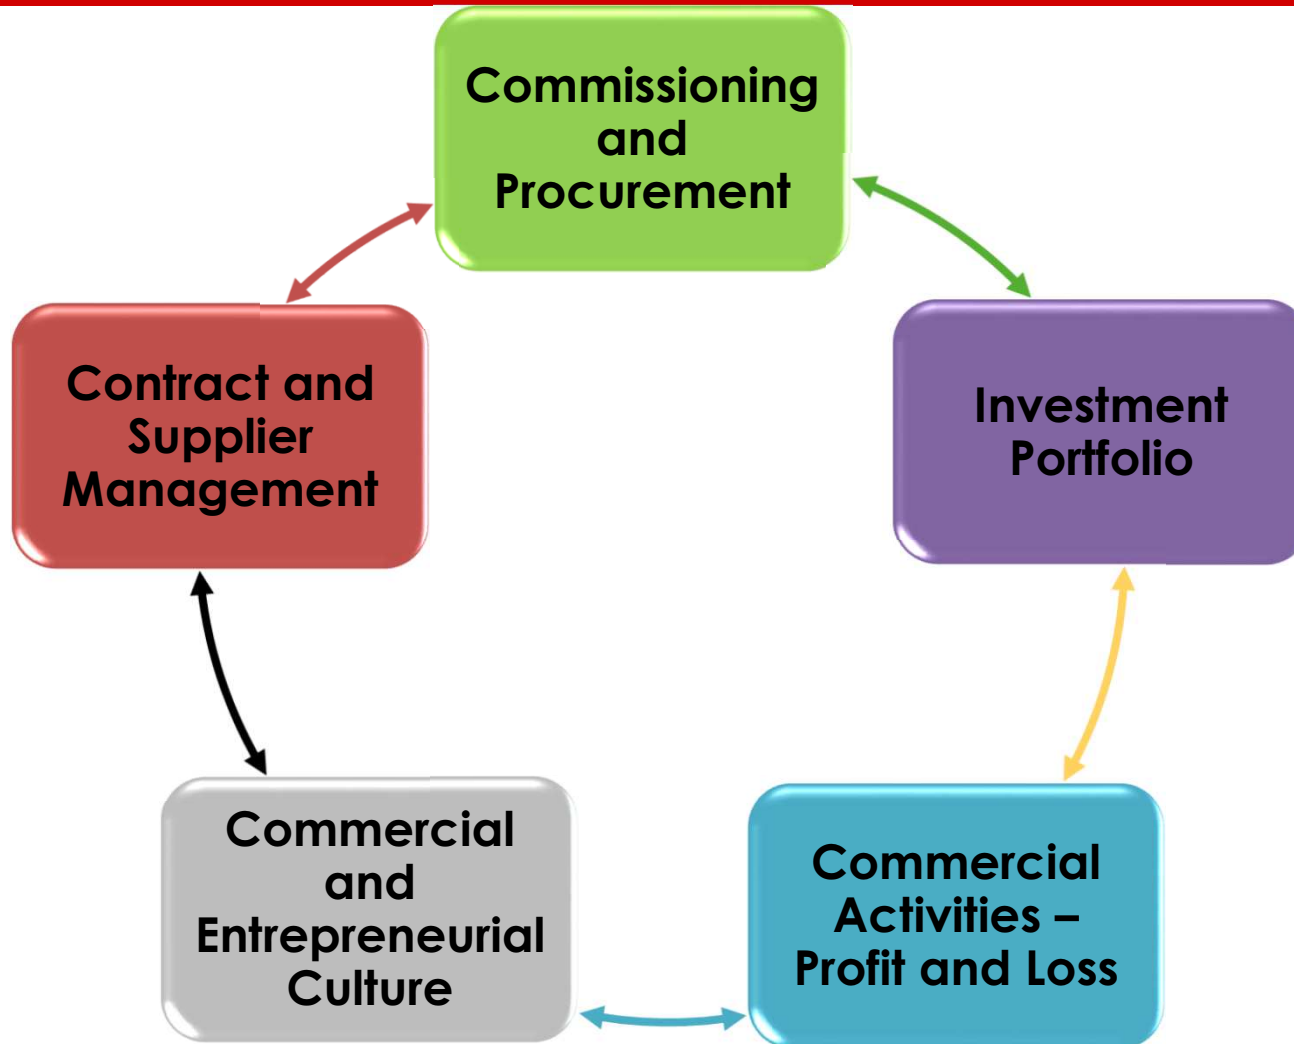 Commissioning
and
Procurement
Contract and
Supplier
Management
Investment
Portfolio
Commercial
and
Entrepreneurial
Culture
Commercial
Activities –
Profit and Loss